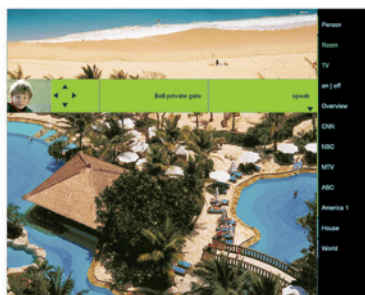 Bell private gate
speak
Person
Room
TV
on | off
Overview
CNN
NBC
MTV
ABC
America 1
House
World